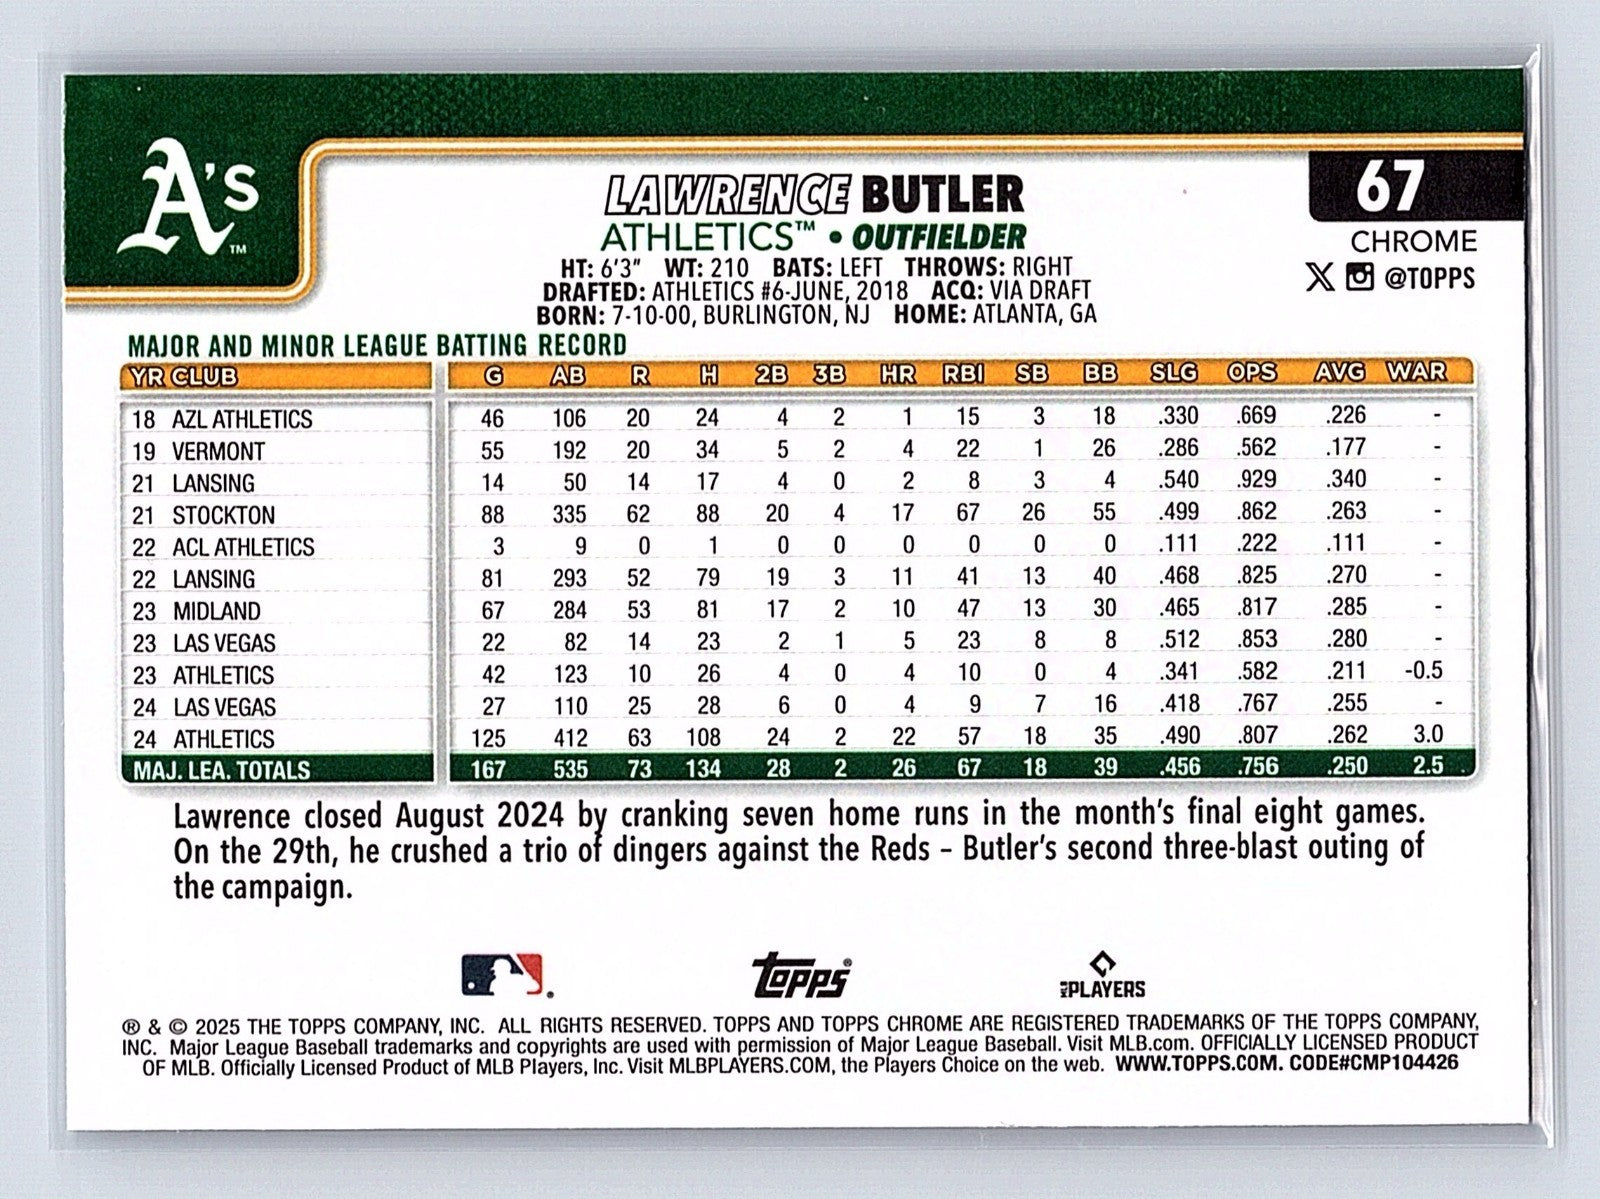 A's™
67
LAWRENCE BUTLER
CHROME
ATHLETICS™ • OUTFIELDER
@TOPPS
HT: 6'3" WT: 210 BATS: LEFT THROWS: RIGHT
DRAFTED: ATHLETICS #6-JUNE, 2018 ACQ: VIA DRAFT
BORN: 7-10-00, BURLINGTON, NJ HOME: ATLANTA, GA
MAJOR AND MINOR LEAGUE BATTING RECORD
YR CLUB G AB R H 2B 3B HR RBI SB BB SLG OPS AVG WAR
18 AZL ATHLETICS 46 106 20 24 4 2 1 15 3 18 .330 .669 .226 -
19 VERMONT 55 192 20 34 5 2 4 22 1 26 .286 .562 .177 -
21 LANSING 14 50 14 17 4 0 2 8 3 4 .540 .929 .340 -
21 STOCKTON 88 335 62 88 20 4 17 67 26 55 .499 .862 .263 -
22 ACL ATHLETICS 3 9 0 1 0 0 0 0 0 0 .111 .222 .111 -
22 LANSING 81 293 52 79 19 3 11 41 13 40 .468 .825 .270 -
23 MIDLAND 67 284 53 81 17 2 10 47 13 30 .465 .817 .285 -
23 LAS VEGAS 22 82 14 23 2 1 5 23 8 8 .512 .853 .280 -
23 ATHLETICS 42 123 10 26 4 0 4 10 0 4 .341 .582 .211 -0.5
24 LAS VEGAS 27 110 25 28 6 0 4 9 7 16 .418 .767 .255 -
24 ATHLETICS 125 412 63 108 24 2 22 57 18 35 .490 .807 .262 3.0
MAJ. LEA. TOTALS 167 535 73 134 28 2 26 67 18 39 .456 .756 .250 2.5
Lawrence closed August 2024 by cranking seven home runs in the month's final eight games.
On the 29th, he crushed a trio of dingers against the Reds – Butler's second three-blast outing of
the campaign.
Topps® MLB PLAYERS
® & © 2025 THE TOPPS COMPANY, INC. ALL RIGHTS RESERVED. TOPPS AND TOPPS CHROME ARE REGISTERED TRADEMARKS OF THE TOPPS COMPANY,
INC. Major League Baseball trademarks and copyrights are used with permission of Major League Baseball. Visit MLB.com. OFFICIALLY LICENSED PRODUCT
OF MLB. Officially Licensed Product of MLB Players, Inc. Visit MLBPLAYERS.COM, the Players Choice on the web. WWW.TOPPS.COM. CODE#CMP104426